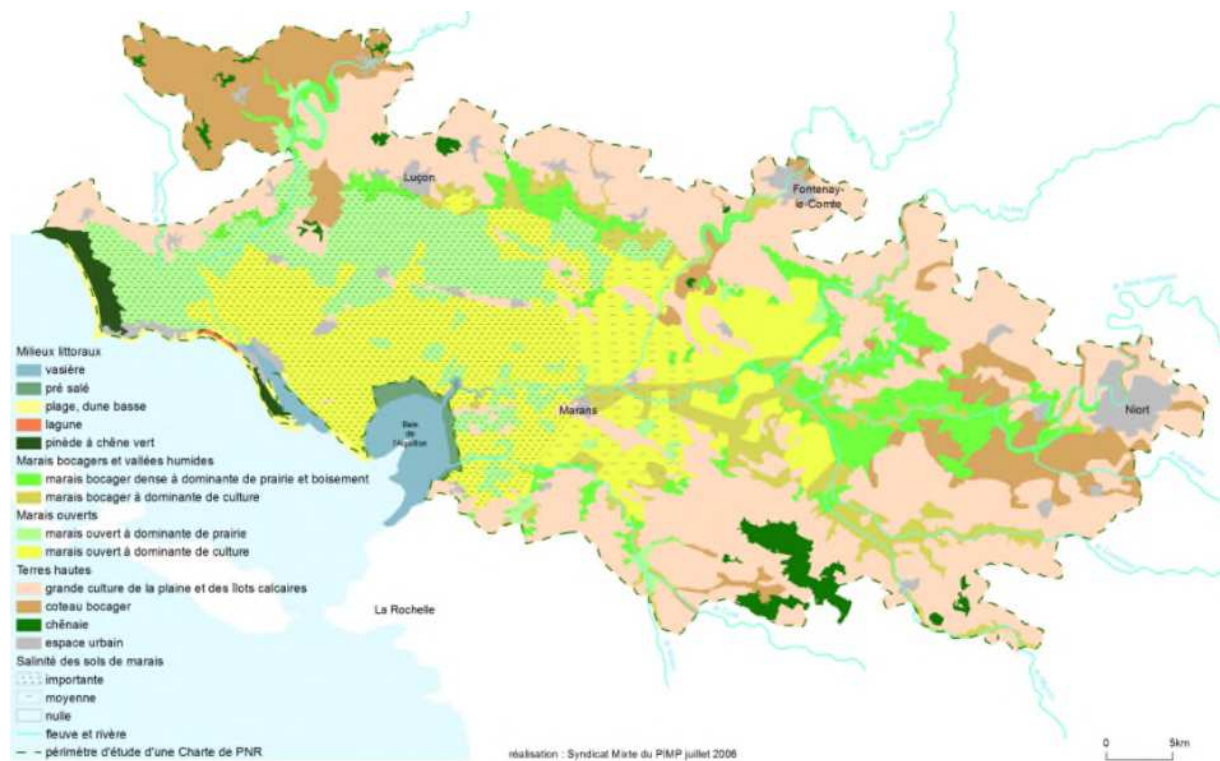 Luçon
Fontenay-
le-Comte
Milieux littoraux
vasière
pré salé
plage, dune basse
lagune
pinède à chêne vert
Baie
de
l'Aiguillon
Marans
Niort
Marais bocagers et vallées humides
marais bocager dense à dominante de prairie et boisement
marais bocager à dominante de culture
Marais ouverts
marais ouvert à dominante de prairie
marais ouvert à dominante de culture
Terres hautes
grande culture de la plaine et des îlots calcaires
coteau bocager
chênaie
espace urbain
La Rochelle
Salinité des sols de marais
importante
moyenne
nulle
fleuve et rivière
périmètre d'étude d'une Charte de PNR
réalisation : Syndicat Mixte du PIMP juillet 2006
0 5km